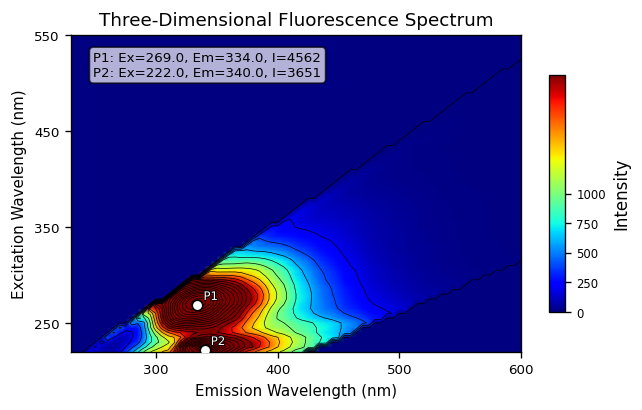 Three-Dimensional Fluorescence Spectrum
550
P1: Ex=269.0, Em=334.0, I=4562
P2: Ex=222.0, Em=340.0, I=3651
450
350
250
Excitation Wavelength (nm)
P1
P2
300
400
500
600
Emission Wavelength (nm)
1000
750
500
250
0
Intensity